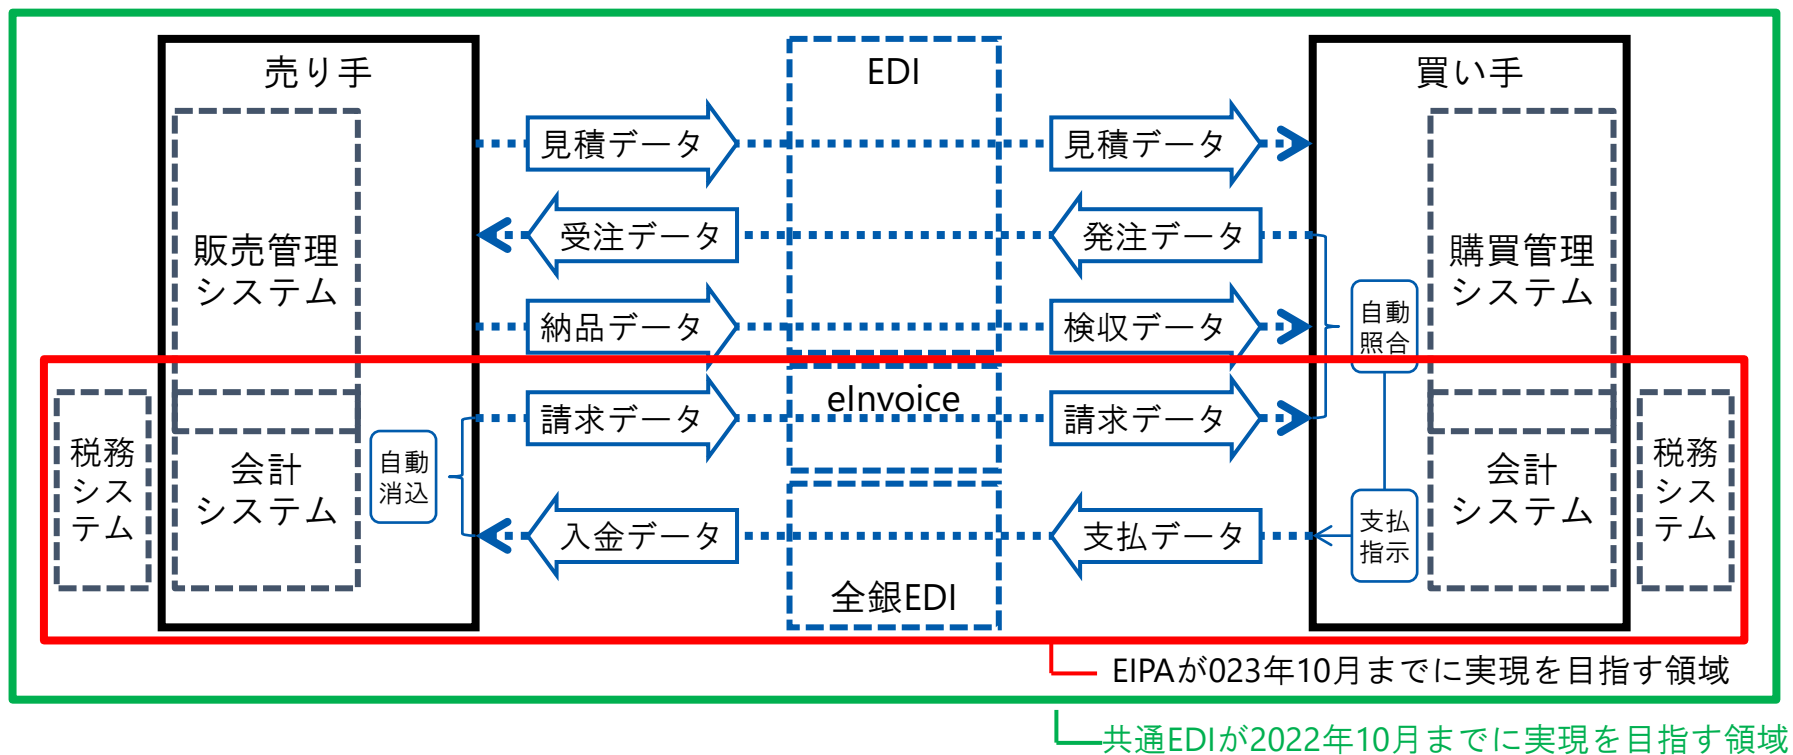 売り手
EDI
買い手
見積データ
見積データ
受注データ
発注データ
販売管理
システム
購買管理
システム
納品データ
検収データ
自動
照合
eInvoice
請求データ
請求データ
税務
シス
テム
会計
システム
自動
消込
会計
システム
税務
シス
テム
入金データ
支払データ
支払
指示
全銀EDI
EIPAが023年10月までに実現を目指す領域
共通EDIが2022年10月までに実現を目指す領域